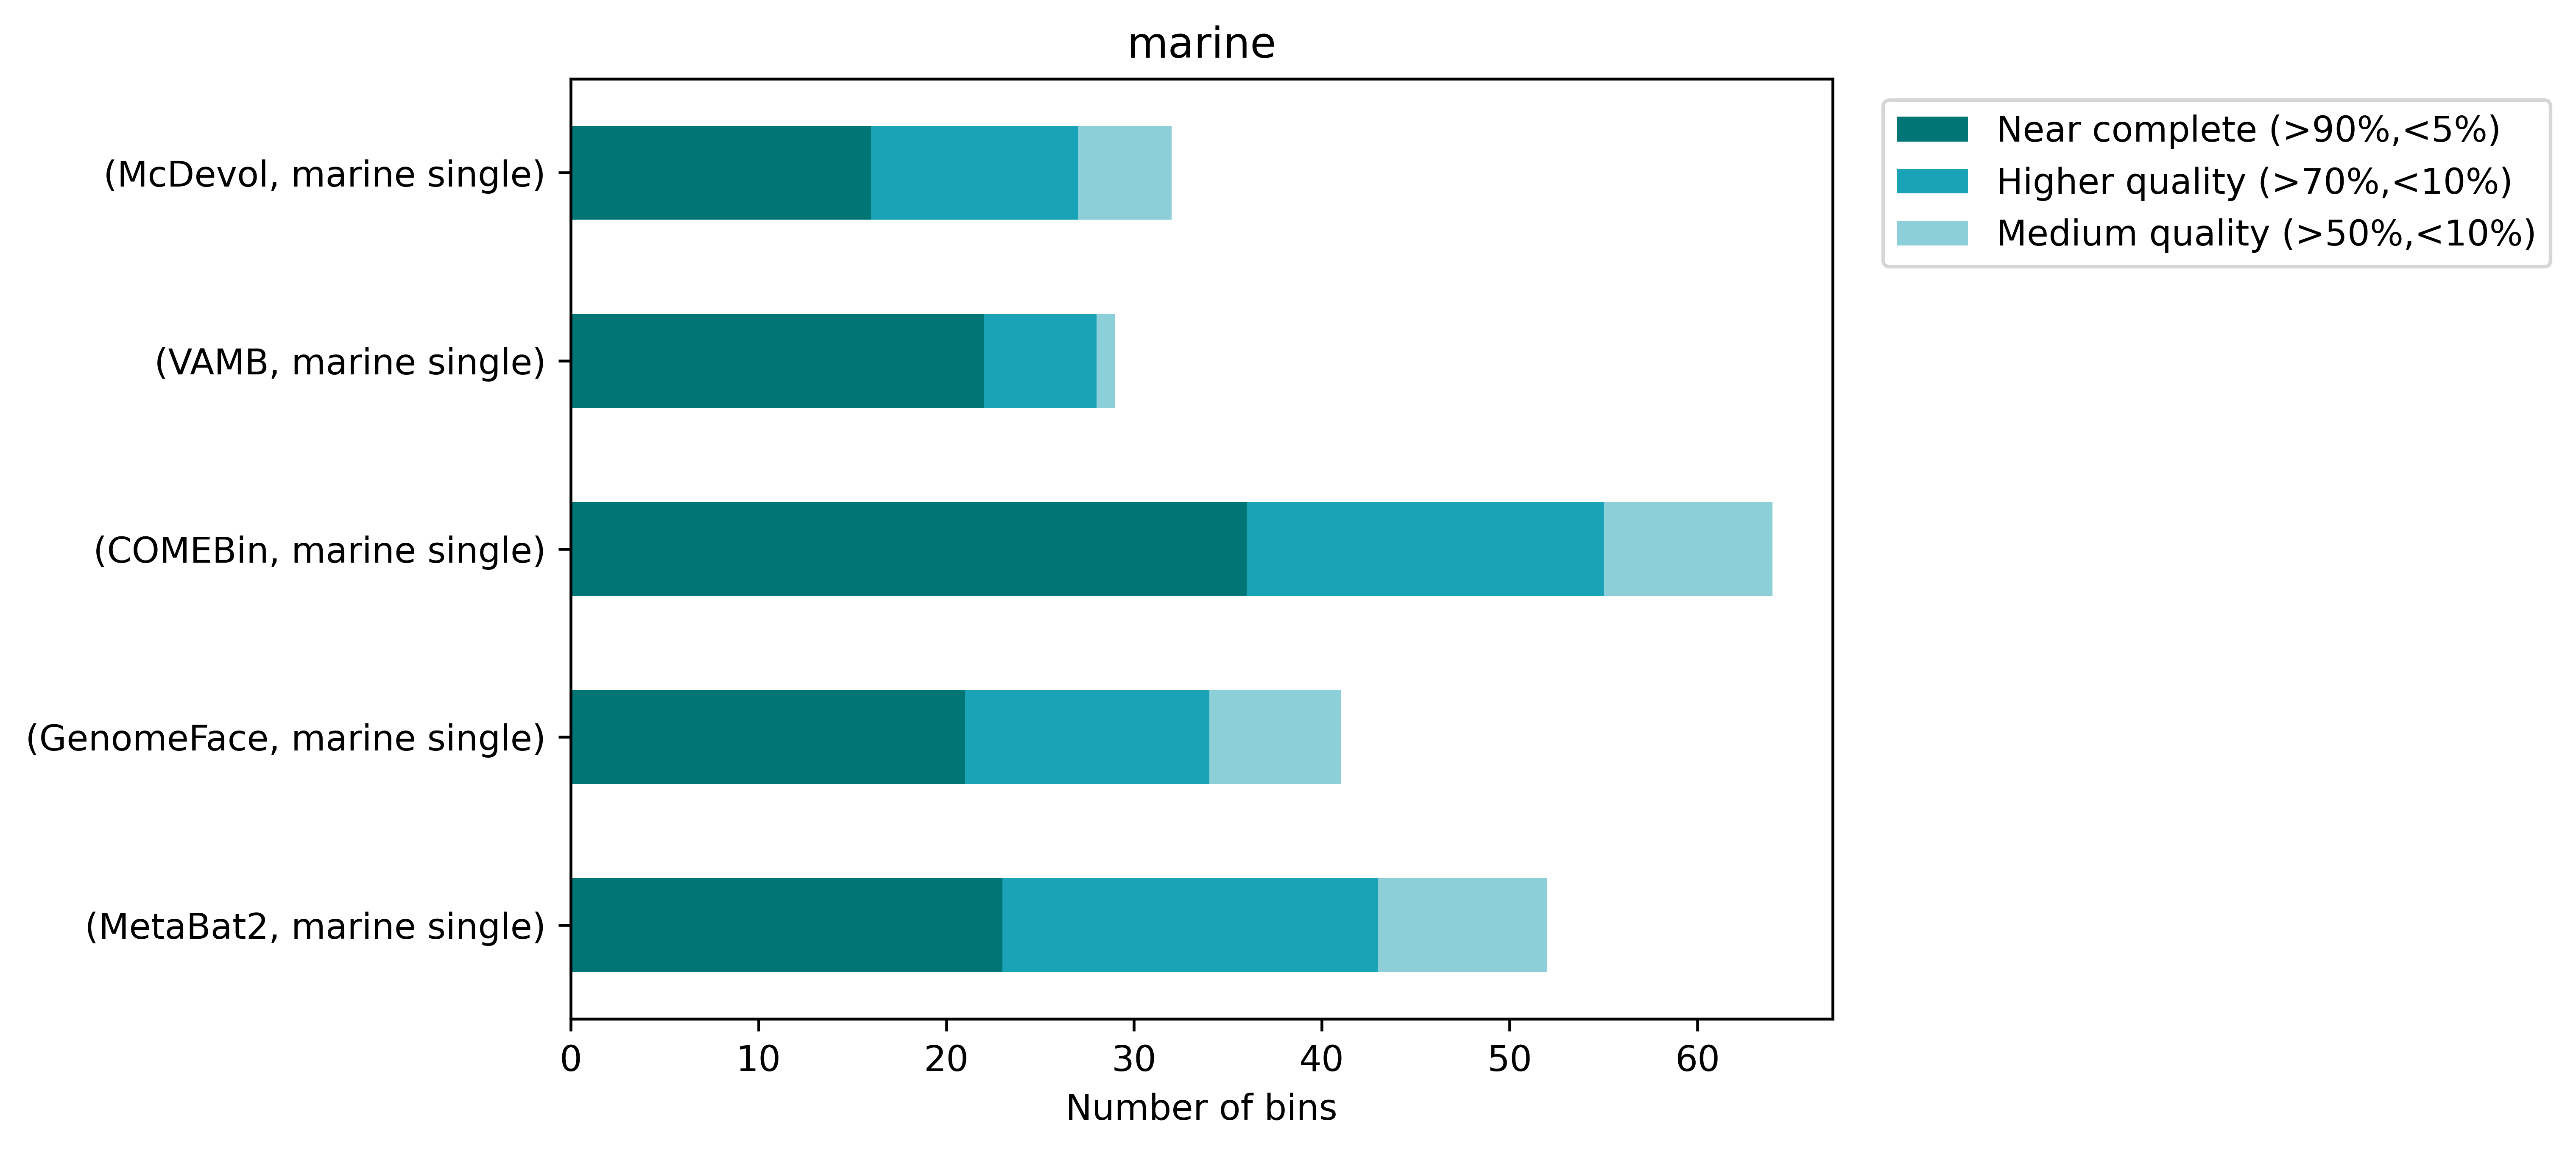 marine
(McDevol, marine single)
(VAMB, marine single)
(COMEBin, marine single)
(GenomeFace, marine single)
(MetaBat2, marine single)
0 10 20 30 40 50 60
Number of bins
Near complete (>90%,<5%)
Higher quality (>70%,<10%)
Medium quality (>50%,<10%)